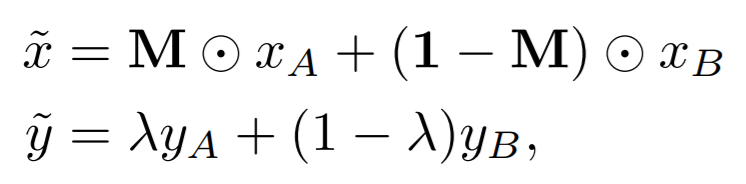 x̃ = 𝐌 ⊙ x_A + (𝟏 − 𝐌) ⊙ x_B
ỹ = λy_A + (1 − λ)y_B,